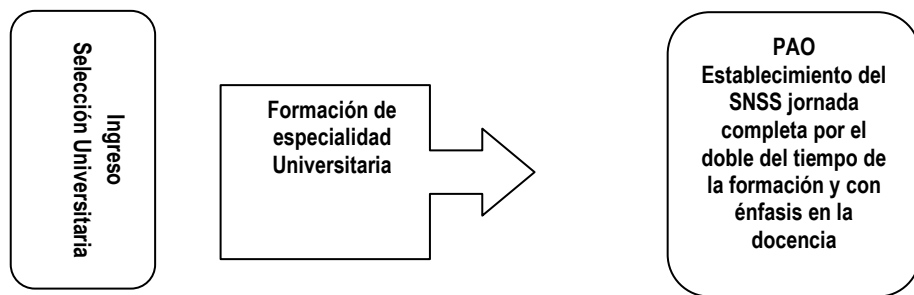 Ingreso
Selección Universitaria
Formación de
especialidad
Universitaria
PAO
Establecimiento del
SNSS jornada
completa por el
doble del tiempo de
la formación y con
énfasis en la
docencia